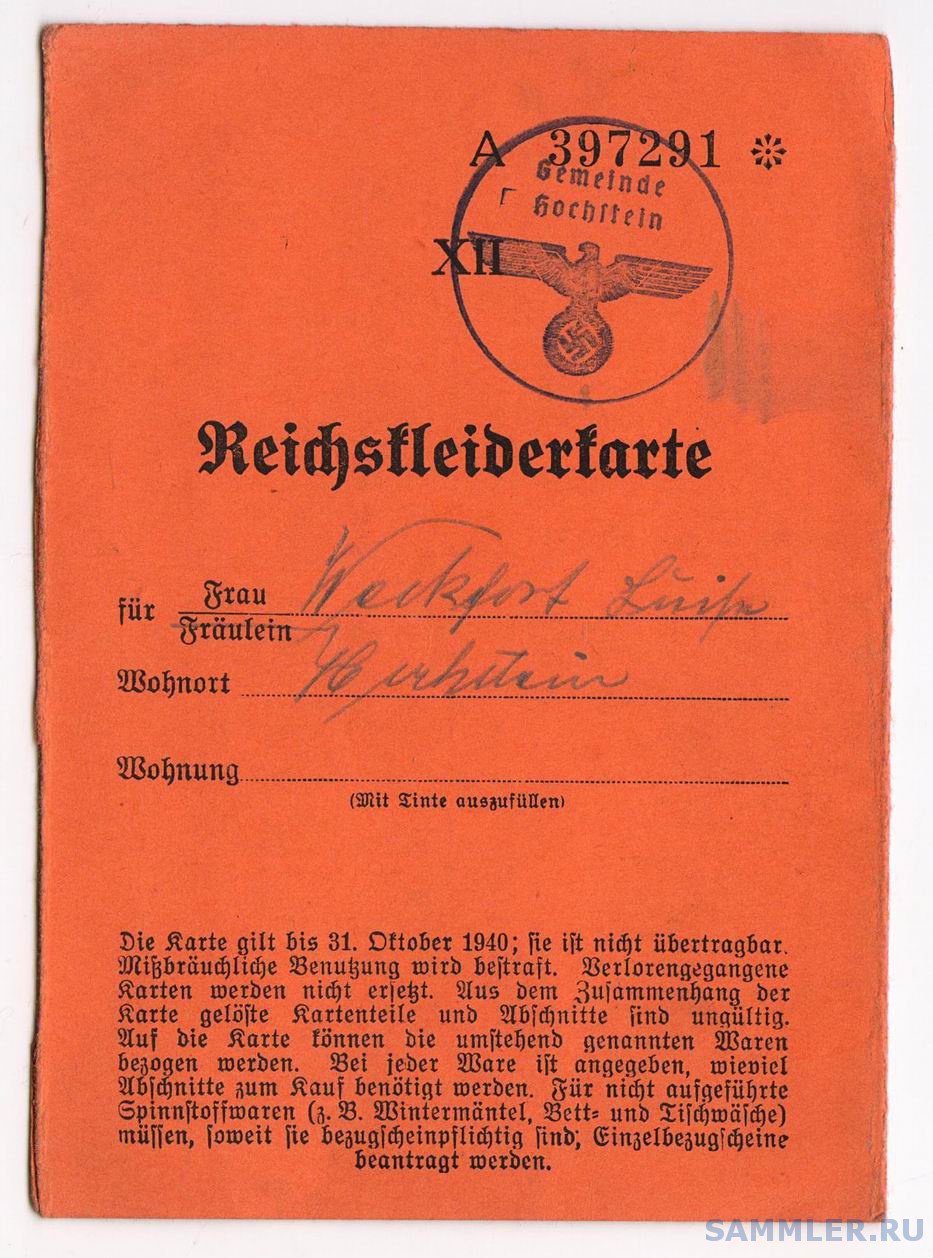 A 397291
Gemeinde
Hochstein
XII
Reichskleiderkarte
für Frau
Fräulein
Luise
Wohnort
Wohnung
(Mit Tinte auszufüllen)
Die Karte gilt bis 31. Oktober 1940; sie ist nicht übertragbar.
Mißbräuchliche Benutzung wird bestraft. Verlorengegangene
Karten werden nicht ersetzt. Aus dem Zusammenhang der
Karte gelöste Kartenteile und Abschnitte sind ungültig.
Auf die Karte können die umstehend genannten Waren
bezogen werden. Bei jeder Ware ist angegeben, wieviel
Abschnitte zum Kauf benötigt werden. Für nicht aufgeführte
Spinnstoffwaren (z. B. Wintermäntel, Bett= und Tischwäsche)
müssen, soweit sie bezugscheinpflichtig sind, Einzelbezugscheine
beantragt werden.
SAMMLER.RU